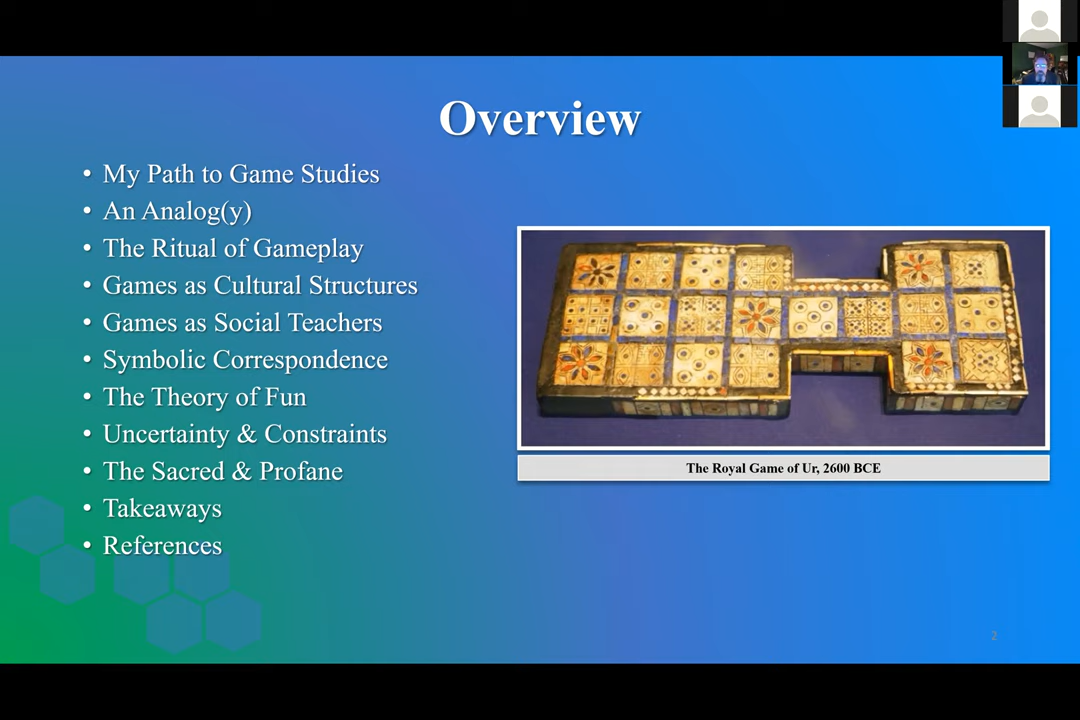 Overview
• My Path to Game Studies
• An Analog(y)
• The Ritual of Gameplay
• Games as Cultural Structures
• Games as Social Teachers
• Symbolic Correspondence
• The Theory of Fun
• Uncertainty & Constraints
• The Sacred & Profane
• Takeaways
• References
The Royal Game of Ur, 2600 BCE
2